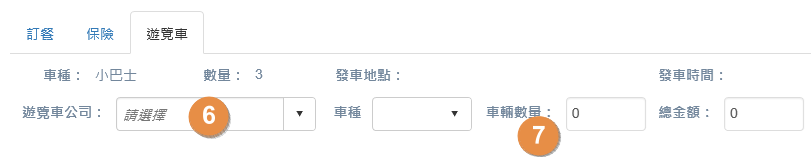 訂餐 保險 遊覽車
車種： 小巴士 數量： 3 發車地點： 發車時間：
遊覽車公司： 請選擇 6 車種 車輛數量： 0 7 總金額： 0